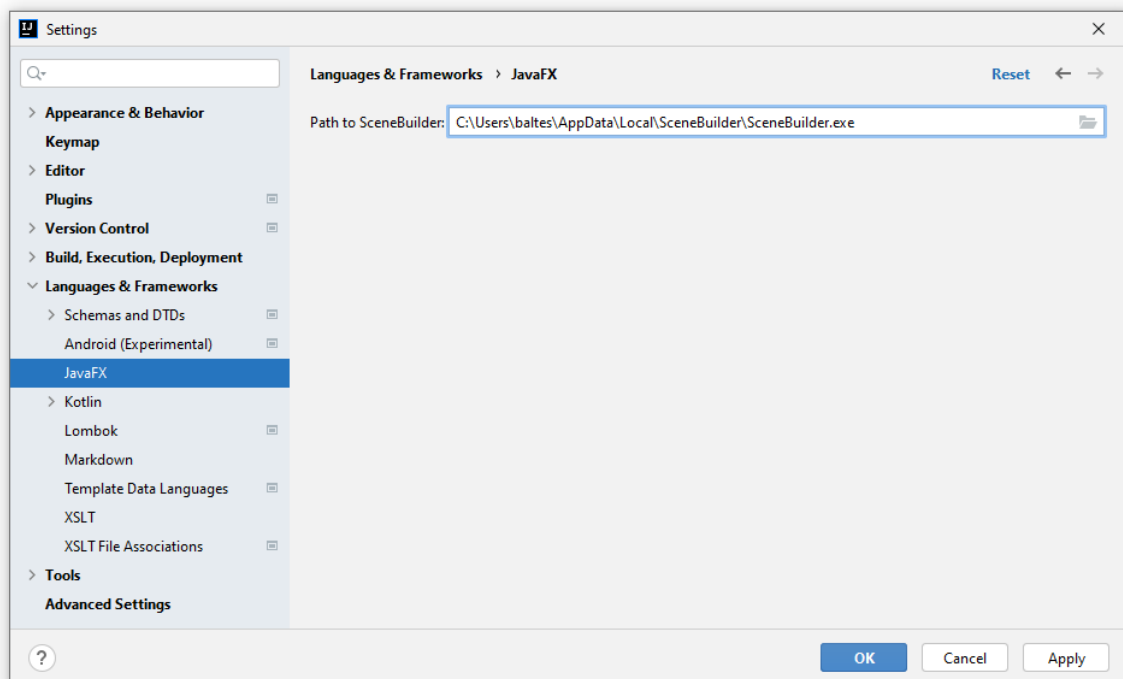 Settings
Appearance & Behavior
Keymap
Editor
Plugins
Version Control
Build, Execution, Deployment
Languages & Frameworks
Schemas and DTDs
Android (Experimental)
JavaFX
Kotlin
Lombok
Markdown
Template Data Languages
XSLT
XSLT File Associations
Tools
Advanced Settings
Languages & Frameworks › JavaFX
Reset
Path to SceneBuilder: C:\Users\baltes\AppData\Local\SceneBuilder\SceneBuilder.exe
?
OK
Cancel
Apply